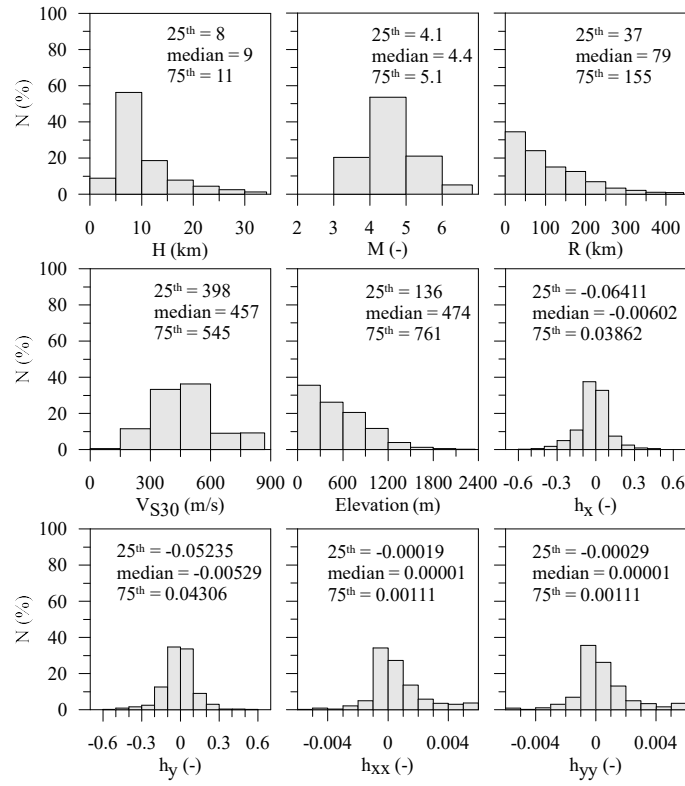 100
80
60
40
20
0
N (%)
25th = 8
median = 9
75th = 11
0 10 20 30
H (km)
25th = 4.1
median = 4.4
75th = 5.1
2 3 4 5 6
M (-)
25th = 37
median = 79
75th = 155
0 100 200 300 400
R (km)
100
80
60
40
20
0
N (%)
25th = 398
median = 457
75th = 545
0 300 600 900
VS30 (m/s)
25th = 136
median = 474
75th = 761
0 600 1200 1800 2400
Elevation (m)
25th = -0.06411
median = -0.00602
75th = 0.03862
-0.6 -0.3 0 0.3 0.6
hx (-)
100
80
60
40
20
0
N (%)
25th = -0.05235
median = -0.00529
75th = 0.04306
-0.6 -0.3 0 0.3 0.6
hy (-)
25th = -0.00019
median = 0.00001
75th = 0.00111
-0.004 0 0.004
hxx (-)
25th = -0.00029
median = 0.00001
75th = 0.00111
-0.004 0 0.004
hyy (-)